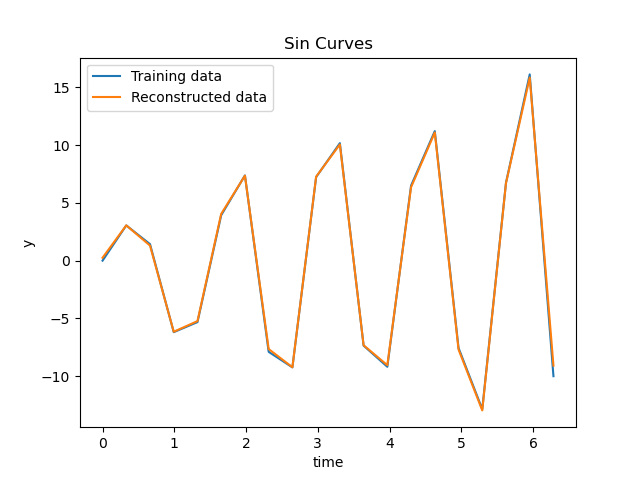 Sin Curves
Training data
Reconstructed data
15
10
5
0
−5
−10
y
0 1 2 3 4 5 6
time